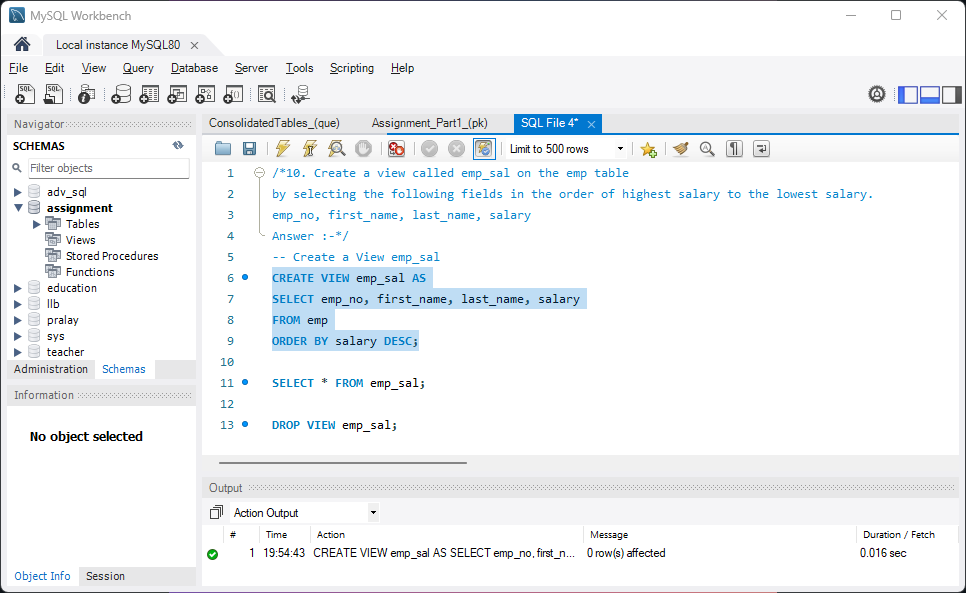 MySQL Workbench
Local instance MySQL80
File Edit View Query Database Server Tools Scripting Help
SQL SQL
Navigator
SCHEMAS
Filter objects
adv_sql
assignment
Tables
Views
Stored Procedures
Functions
education
llb
pralay
sys
teacher
Administration Schemas
Information
No object selected
Object Info Session
ConsolidatedTables_(que) Assignment_Part1_(pk) SQL File 4*
Limit to 500 rows
1 /*10. Create a view called emp_sal on the emp table
2 by selecting the following fields in the order of highest salary to the lowest salary.
3 emp_no, first_name, last_name, salary
4 Answer :-*/
5 -- Create a View emp_sal
6 CREATE VIEW emp_sal AS
7 SELECT emp_no, first_name, last_name, salary
8 FROM emp
9 ORDER BY salary DESC;
10
11 SELECT * FROM emp_sal;
12
13 DROP VIEW emp_sal;
Output
Action Output
# Time Action Message Duration / Fetch
1 19:54:43 CREATE VIEW emp_sal AS SELECT emp_no, first_n... 0 row(s) affected 0.016 sec